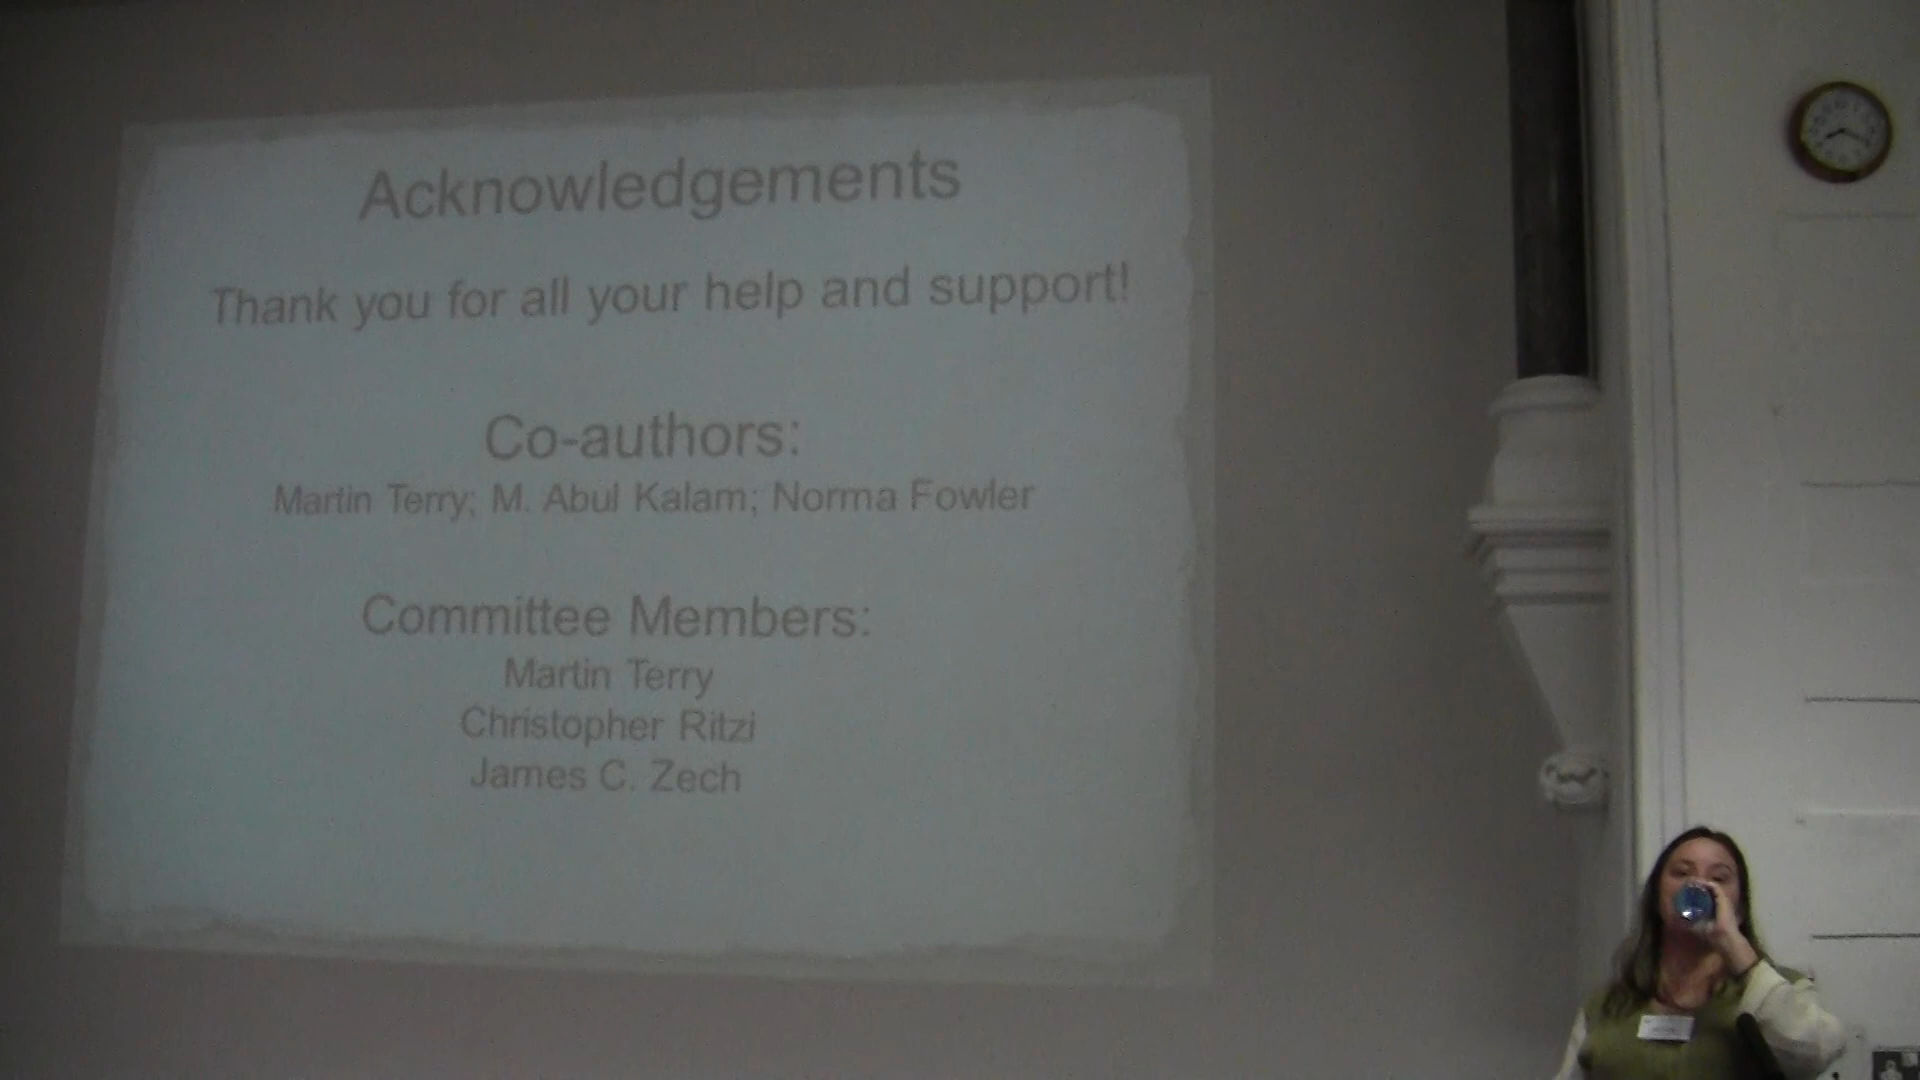 Acknowledgements
Thank you for all your help and support!
Co-authors:
Martin Terry; M. Abul Kalam; Norma Fowler
Committee Members:
Martin Terry
Christopher Ritzi
James C. Zech